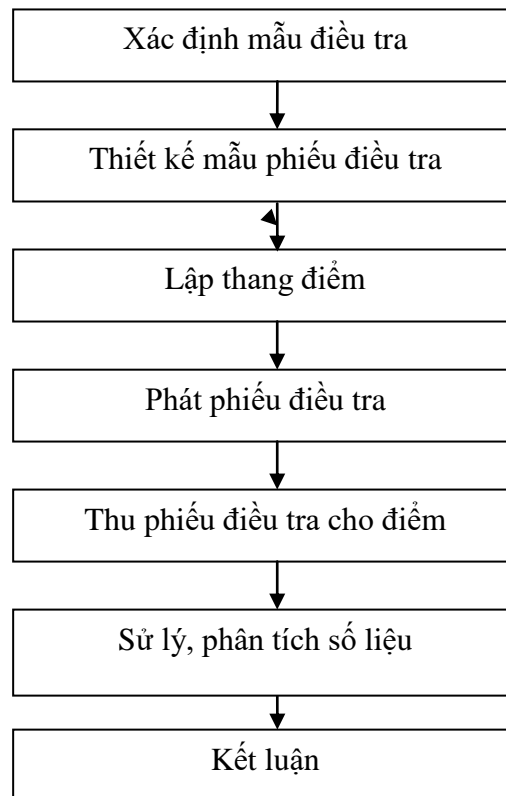 Xác định mẫu điều tra
Thiết kế mẫu phiếu điều tra
Lập thang điểm
Phát phiếu điều tra
Thu phiếu điều tra cho điểm
Sử lý, phân tích số liệu
Kết luận